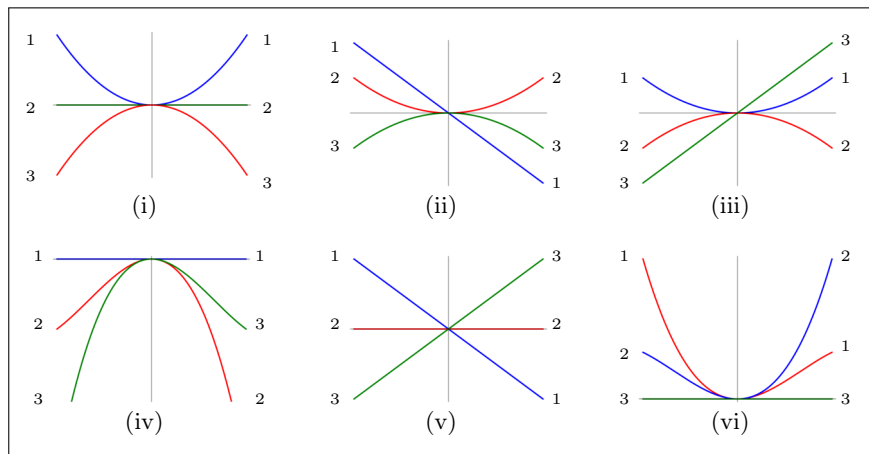 1 1 1 3
2 2 1 1
2 2
3 3 2 2
3 3 1 3
(i) (ii) (iii)
1 1 1 3 1 2
2 3 2 2 2 1
3 2 3 1 3 3
(iv) (v) (vi)